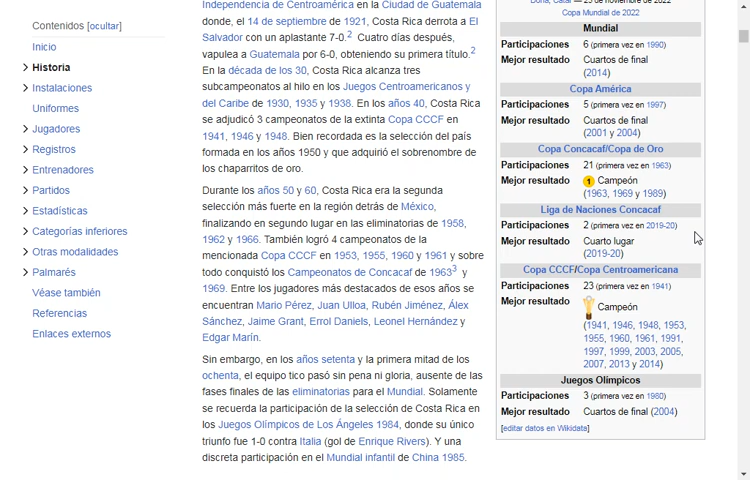 Contenidos [ocultar]
Inicio
Historia
Instalaciones
Uniformes
Jugadores
Registros
Entrenadores
Partidos
Estadísticas
Categorías inferiores
Otras modalidades
Palmarés
Véase también
Referencias
Enlaces externos
Independencia de Centroamérica en la Ciudad de Guatemala
donde, el 14 de septiembre de 1921, Costa Rica derrota a El
Salvador con un aplastante 7-0.2 Cuatro días después,
vapulea a Guatemala por 6-0, obteniendo su primera título.2
En la década de los 30, Costa Rica alcanza tres
subcampeonatos al hilo en los Juegos Centroamericanos y
del Caribe de 1930, 1935 y 1938. En los años 40, Costa Rica
se adjudicó 3 campeonatos de la extinta Copa CCCF en
1941, 1946 y 1948. Bien recordada es la selección del país
formada en los años 1950 y que adquirió el sobrenombre de
los chaparritos de oro.
Durante los años 50 y 60, Costa Rica era la segunda
selección más fuerte en la región detrás de México,
finalizando en segundo lugar en las eliminatorias de 1958,
1962 y 1966. También logró 4 campeonatos de la
mencionada Copa CCCF en 1953, 1955, 1960 y 1961 y sobre
todo conquistó los Campeonatos de Concacaf de 19633 y
1969. Entre los jugadores más destacados de esos años se
encuentran Mario Pérez, Juan Ulloa, Rubén Jiménez, Álex
Sánchez, Jaime Grant, Errol Daniels, Leonel Hernández y
Edgar Marín.
Sin embargo, en los años setenta y la primera mitad de los
ochenta, el equipo tico pasó sin pena ni gloria, ausente de las
fases finales de las eliminatorias para el Mundial. Solamente
se recuerda la participación de la selección de Costa Rica en
los Juegos Olímpicos de Los Ángeles 1984, donde su único
triunfo fue 1-0 contra Italia (gol de Enrique Rivers). Y una
discreta participación en el Mundial infantil de China 1985.
Doha, Catar — 23 de noviembre de 2022
Copa Mundial de 2022
Mundial
Participaciones 6 (primera vez en 1990)
Mejor resultado Cuartos de final
(2014)
Copa América
Participaciones 5 (primera vez en 1997)
Mejor resultado Cuartos de final
(2001 y 2004)
Copa Concacaf/Copa de Oro
Participaciones 21 (primera vez en 1963)
Mejor resultado 1 Campeón
(1963, 1969 y 1989)
Liga de Naciones Concacaf
Participaciones 2 (primera vez en 2019-20)
Mejor resultado Cuarto lugar
(2019-20)
Copa CCCF/Copa Centroamericana
Participaciones 23 (primera vez en 1941)
Mejor resultado Campeón
(1941, 1946, 1948, 1953,
1955, 1960, 1961, 1991,
1997, 1999, 2003, 2005,
2007, 2013 y 2014)
Juegos Olímpicos
Participaciones 3 (primera vez en 1980)
Mejor resultado Cuartos de final (2004)
[editar datos en Wikidata]